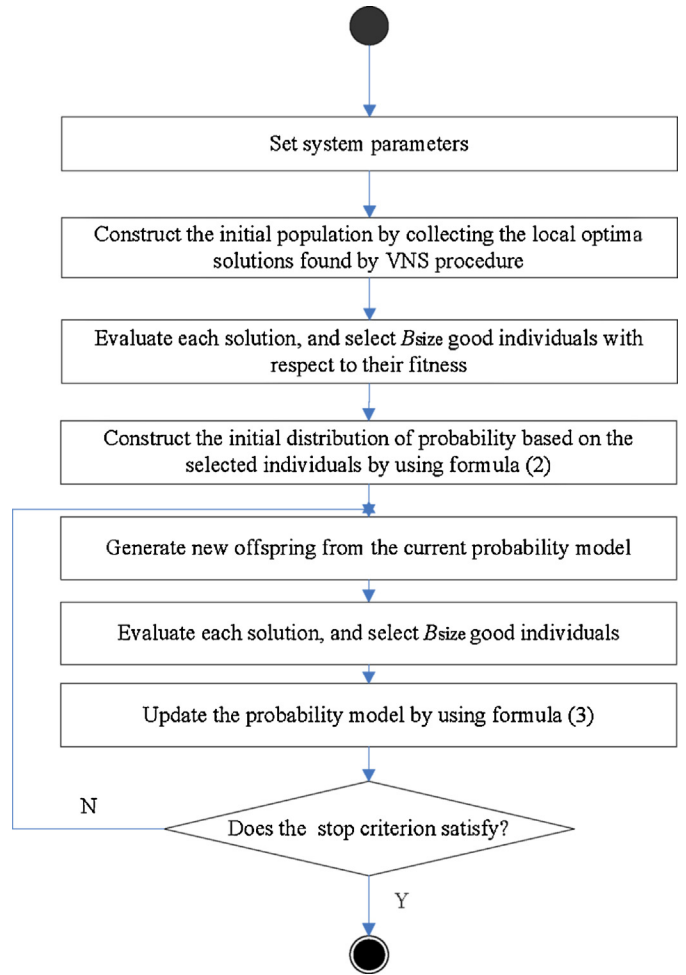 Set system parameters
Construct the initial population by collecting the local optima
solutions found by VNS procedure
Evaluate each solution, and select Bsize good individuals with
respect to their fitness
Construct the initial distribution of probability based on the
selected individuals by using formula (2)
Generate new offspring from the current probability model
Evaluate each solution, and select Bsize good individuals
Update the probability model by using formula (3)
N
Does the stop criterion satisfy?
Y